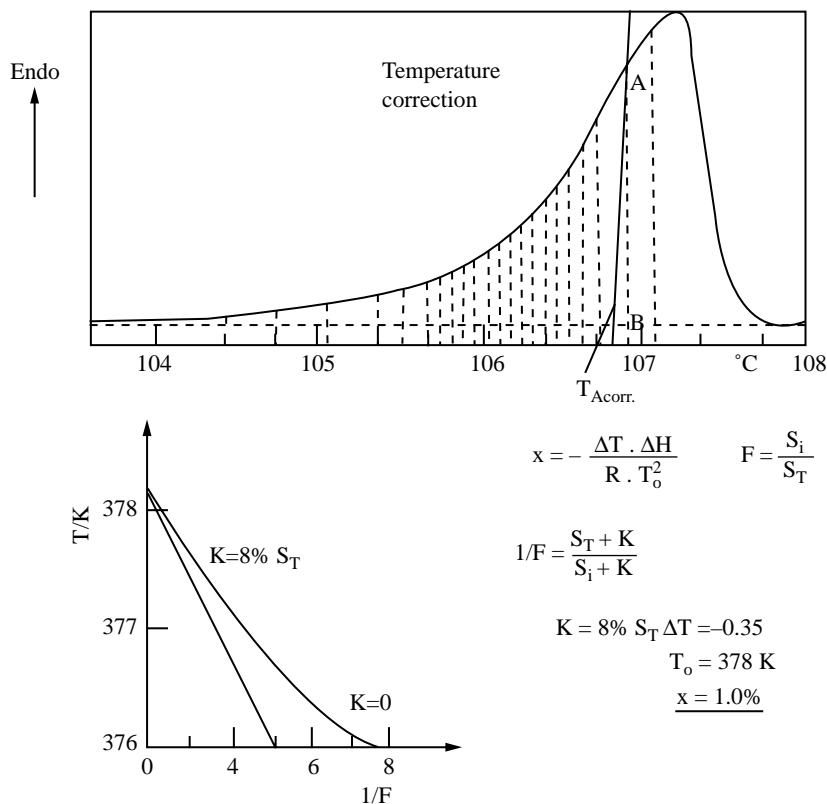 Endo
Temperature
correction
A
B
104 105 106 107 °C 108
T_Acorr.
T/K
378
377
376
K=8% S_T
K=0
0 4 6 8
1/F
x = – ΔT . ΔH / R . T_o^2
F = S_i / S_T
1/F = S_T + K / S_i + K
K = 8% S_T ΔT =–0.35
T_o = 378 K
x = 1.0%